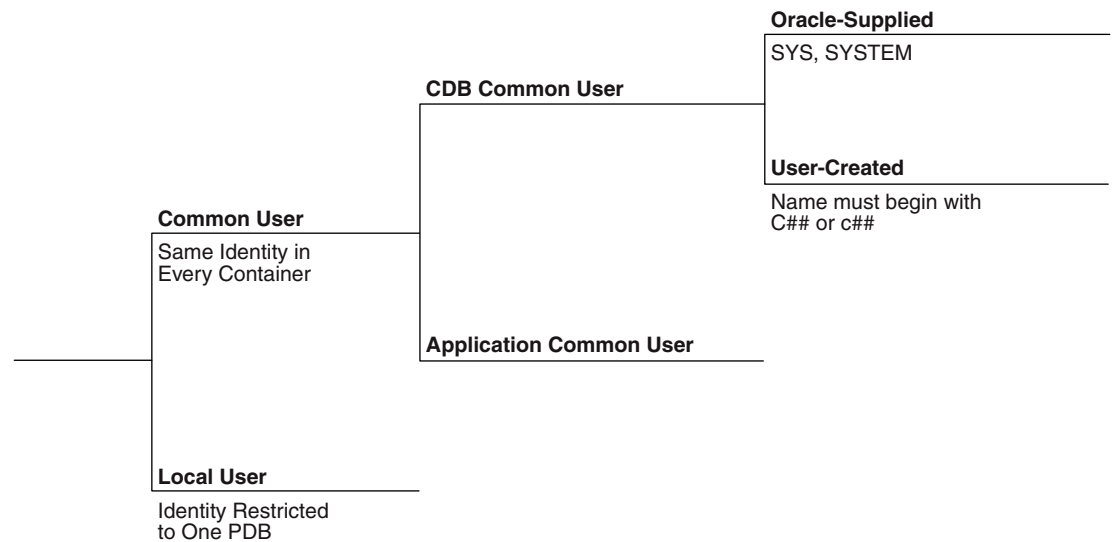 Oracle-Supplied
SYS, SYSTEM
CDB Common User
User-Created
Name must begin with
C## or c##
Common User
Same Identity in
Every Container
Application Common User
Local User
Identity Restricted
to One PDB